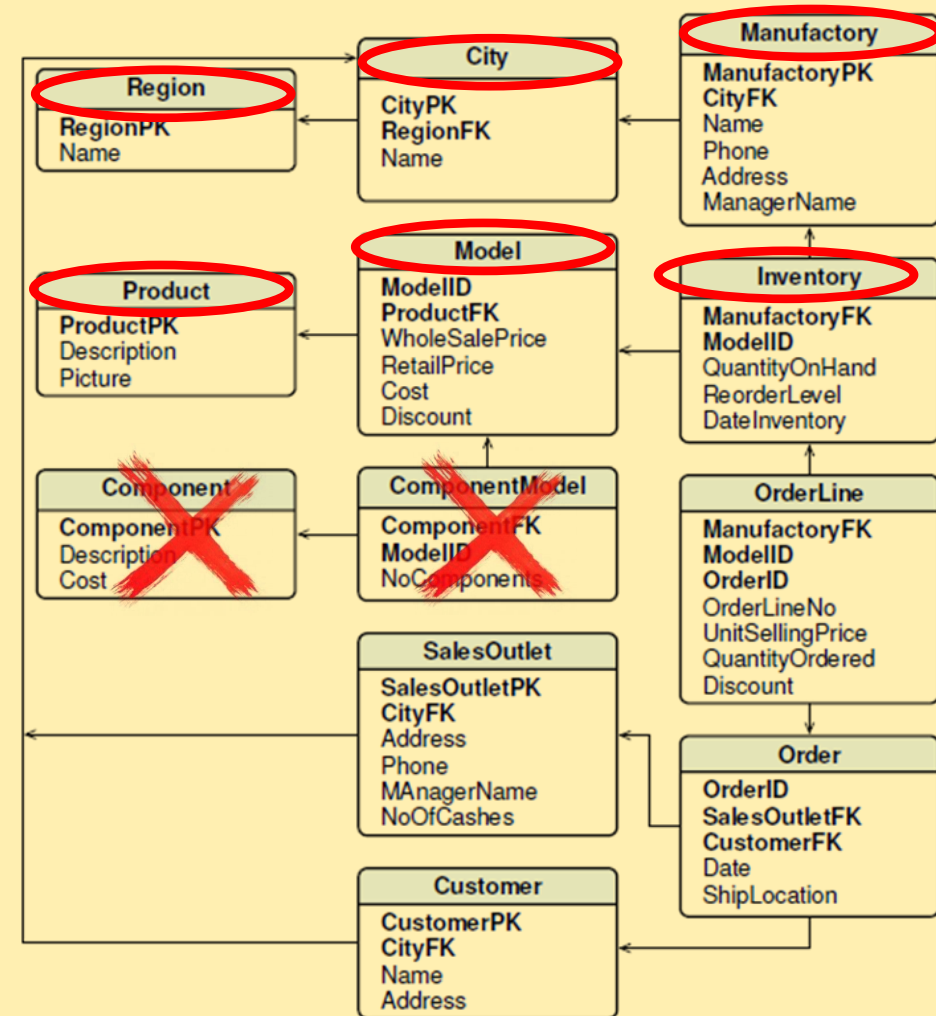 Region
RegionPK
Name
City
CityPK
RegionFK
Name
Manufactory
ManufactoryPK
CityFK
Name
Phone
Address
ManagerName
Product
ProductPK
Description
Picture
Model
ModelID
ProductFK
WholeSalePrice
RetailPrice
Cost
Discount
Inventory
ManufactoryFK
ModelID
QuantityOnHand
ReorderLevel
DateInventory
Component
ComponentPK
Description
Cost
ComponentModel
ComponentFK
ModelID
NoComponents
OrderLine
ManufactoryFK
ModelID
OrderID
OrderLineNo
UnitSellingPrice
QuantityOrdered
Discount
SalesOutlet
SalesOutletPK
CityFK
Address
Phone
MAnagerName
NoOfCashes
Order
OrderID
SalesOutletFK
CustomerFK
Date
ShipLocation
Customer
CustomerPK
CityFK
Name
Address